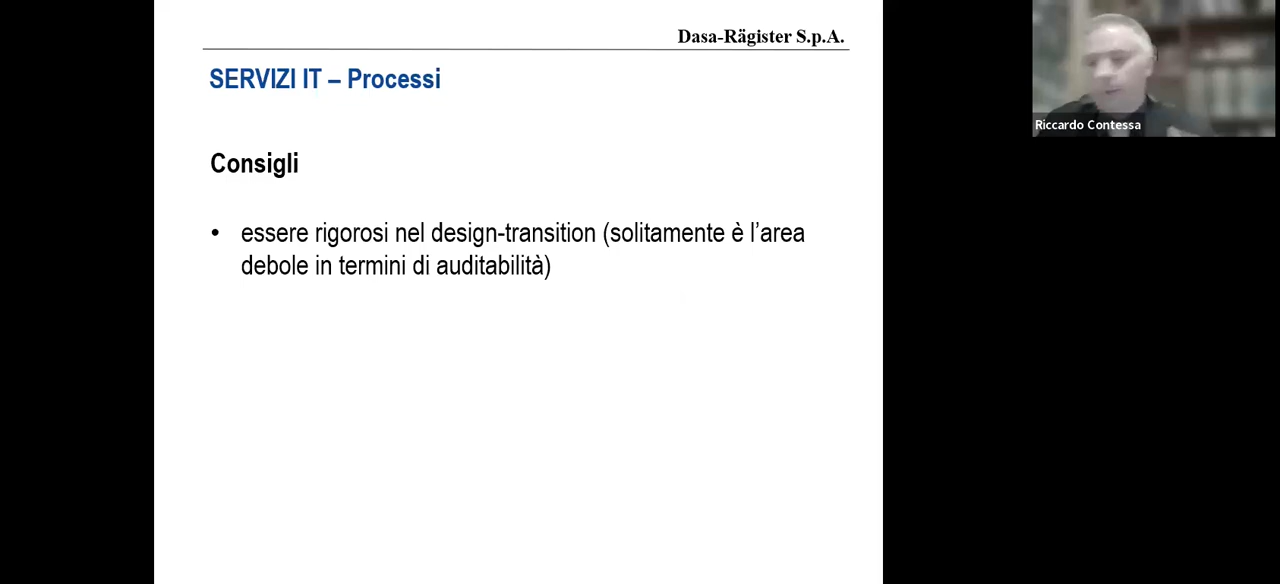 Dasa-Rägister S.p.A.
SERVIZI IT – Processi
Riccardo Contessa
Consigli
• essere rigorosi nel design-transition (solitamente è l’area
debole in termini di auditabilità)